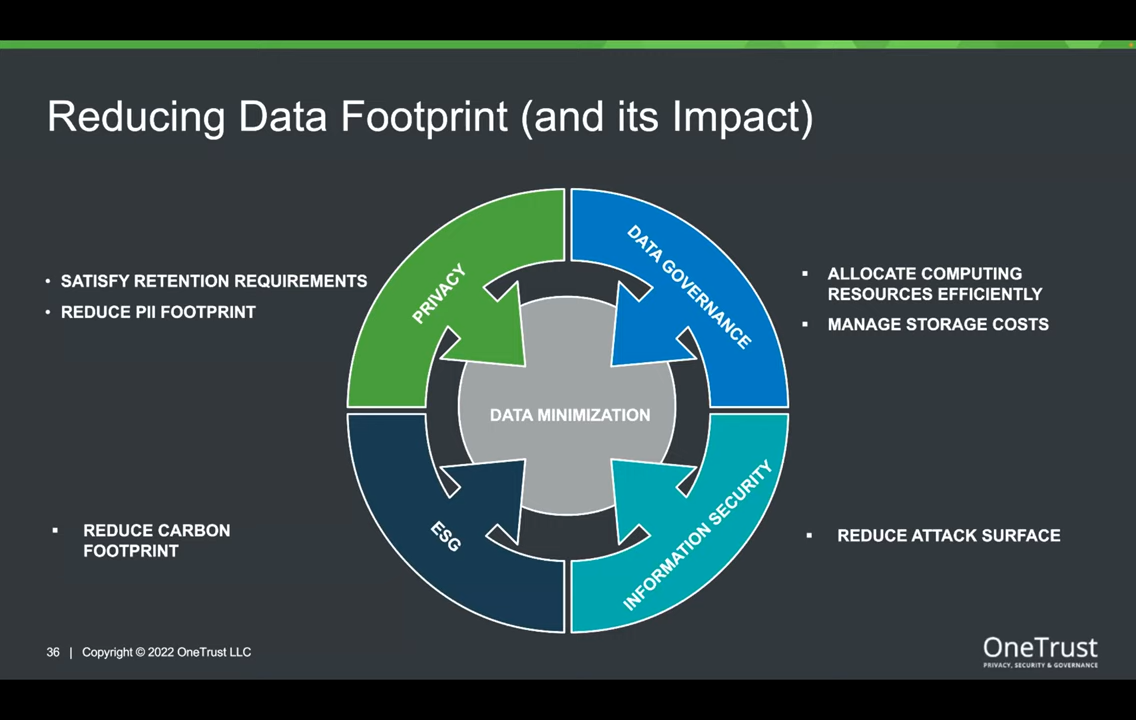 Reducing Data Footprint (and its Impact)
PRIVACY
• SATISFY RETENTION REQUIREMENTS
• REDUCE PII FOOTPRINT
DATA GOVERNANCE
▪ ALLOCATE COMPUTING
RESOURCES EFFICIENTLY
▪ MANAGE STORAGE COSTS
DATA MINIMIZATION
ESG
▪ REDUCE CARBON
FOOTPRINT
INFORMATION SECURITY
▪ REDUCE ATTACK SURFACE
36 | Copyright © 2022 OneTrust LLC
OneTrust
PRIVACY, SECURITY & GOVERNANCE